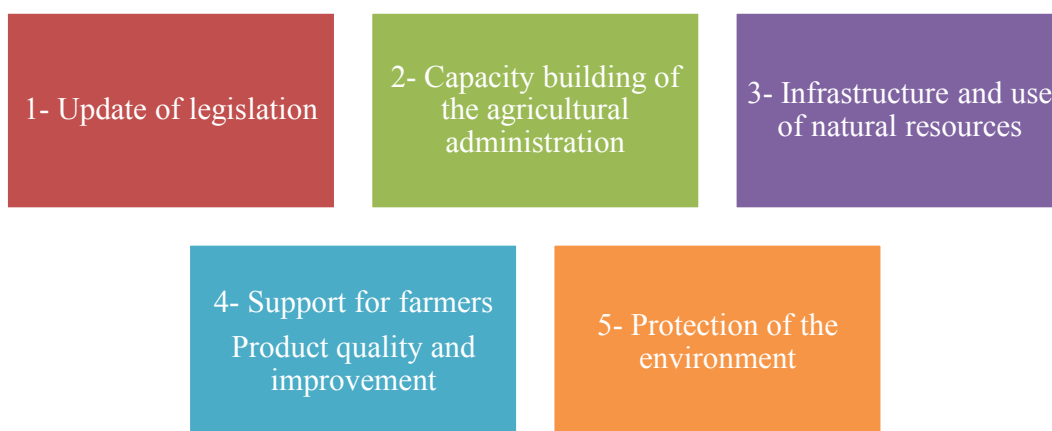 1- Update of legislation
2- Capacity building of
the agricultural
administration
3- Infrastructure and use
of natural resources
4- Support for farmers
Product quality and
improvement
5- Protection of the
environment